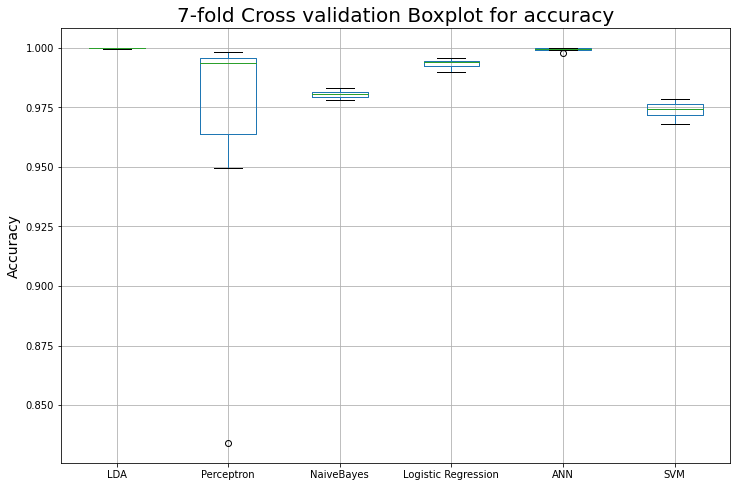 7-fold Cross validation Boxplot for accuracy
Accuracy
1.000
0.975
0.950
0.925
0.900
0.875
0.850
LDA
Perceptron
NaiveBayes
Logistic Regression
ANN
SVM